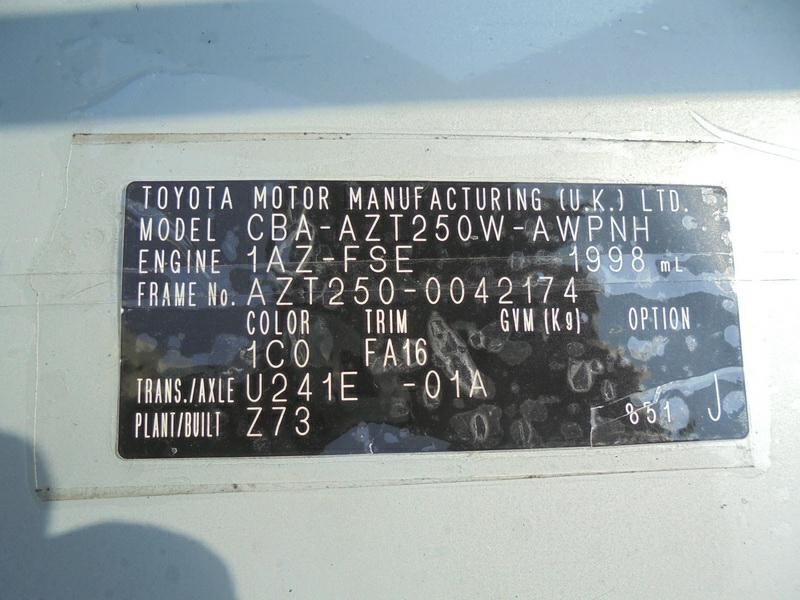 TOYOTA MOTOR MANUFACTURING (U.K.) LTD.
MODEL CBA-AZT250W-AWPNH
ENGINE 1AZ-FSE 1998 mL
FRAME No. AZT250-0042174
COLOR TRIM GVM (Kg) OPTION
1C0 FA16
TRANS./AXLE U241E -01A
PLANT/BUILT Z73 851 J